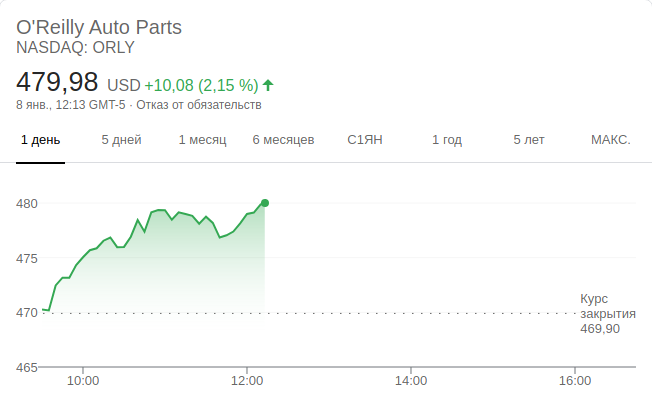 O'Reilly Auto Parts
NASDAQ: ORLY
479,98 USD +10,08 (2,15 %)
8 янв., 12:13 GMT-5 · Отказ от обязательств
1 день 5 дней 1 месяц 6 месяцев С1ЯН 1 год 5 лет МАКС.
480
475
470
Курс
закрытия
469,90
465
10:00 12:00 14:00 16:00